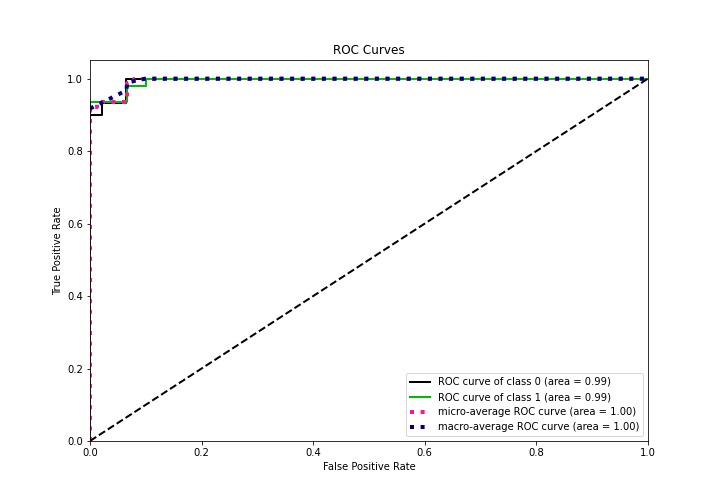 ROC Curves
True Positive Rate
1.0
0.8
0.6
0.4
0.2
0.0
0.0 0.2 0.4 0.6 0.8 1.0
False Positive Rate
ROC curve of class 0 (area = 0.99)
ROC curve of class 1 (area = 0.99)
micro-average ROC curve (area = 1.00)
macro-average ROC curve (area = 1.00)